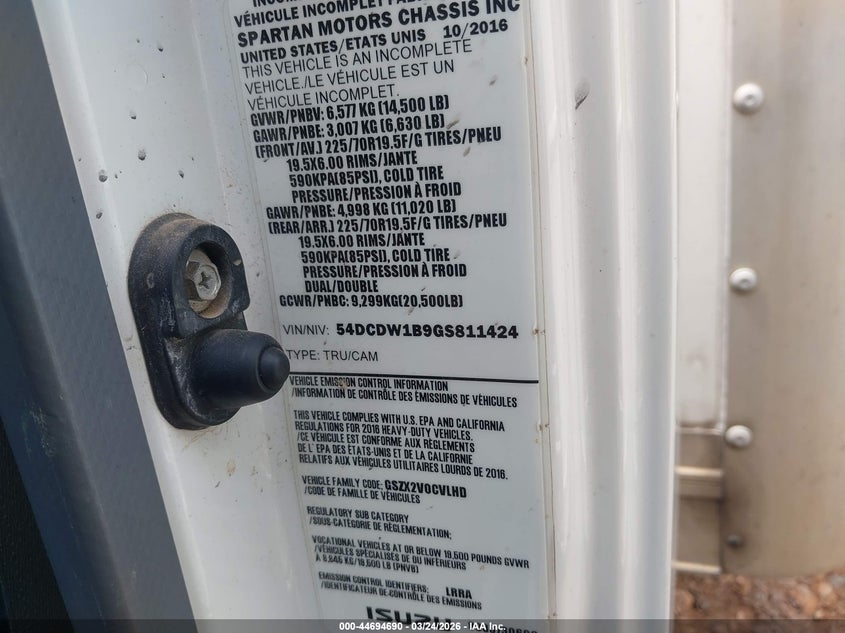 VÉHICULE INCOMPLET
SPARTAN MOTORS CHASSIS INC
UNITED STATES/ETATS UNIS 10/2016
THIS VEHICLE IS AN INCOMPLETE
VEHICLE./LE VÉHICULE EST UN
VÉHICULE INCOMPLET.
GVWR/PNBV: 6,577 KG (14,500 LB)
GAWR/PNBE: 3,007 KG (6,630 LB)
(FRONT/AV.) 225/70R19.5F/G TIRES/PNEU
19.5X6.00 RIMS/JANTE
590KPA(85PSI), COLD TIRE
PRESSURE/PRESSION À FROID
GAWR/PNBE: 4,998 KG (11,020 LB)
(REAR/ARR.) 225/70R19.5F/G TIRES/PNEU
19.5X6.00 RIMS/JANTE
590KPA(85PSI), COLD TIRE
PRESSURE/PRESSION À FROID
DUAL/DOUBLE
GCWR/PNBC: 9,299KG(20,500LB)
VIN/NIV: 54DCDW1B9GS811424
TYPE: TRU/CAM
VEHICLE EMISSION CONTROL INFORMATION
/INFORMATION DE CONTRÔLE DES ÉMISSIONS DE VÉHICULES
THIS VEHICLE COMPLIES WITH U.S. EPA AND CALIFORNIA
REGULATIONS FOR 2016 HEAVY-DUTY VEHICLES.
/CE VÉHICULE EST CONFORME AUX RÈGLEMENTS
DE L' EPA DES ÉTATS-UNIS ET DE LA CALIFORNIE
RELATIFS AUX VÉHICULES UTILITAIRES LOURDS DE 2016.
VEHICLE FAMILY CODE: GSZX2VOCVLHD
/CODE DE FAMILLE DE VÉHICULES
REGULATORY SUB CATEGORY
/SOUS-CATÉGORIE DE RÈGLEMENTATION:
VOCATIONAL VEHICLES AT OR BELOW 19,500 POUNDS GVWR
/VÉHICULES SPÉCIALISÉS DE OU INFÉRIEURS
À 8,845 KG/19,500 LB (PNVB)
EMISSION CONTROL IDENTIFIERS: LRRA
/IDENTIFICATEUR DE CONTRÔLE DES ÉMISSIONS
ISUZU
000-44694690 - 03/24/2026 - IAA Inc.